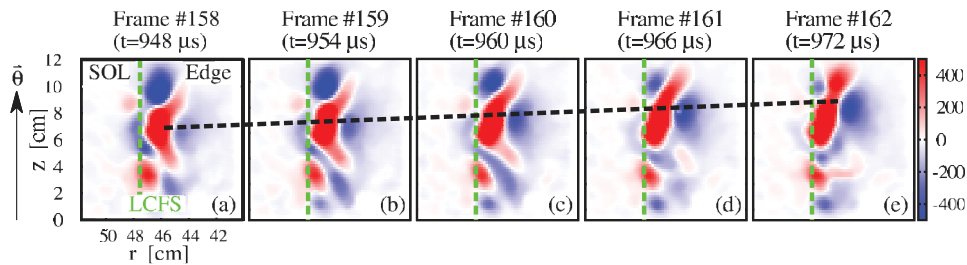 Frame #158 Frame #159 Frame #160 Frame #161 Frame #162
(t=948 μs) (t=954 μs) (t=960 μs) (t=966 μs) (t=972 μs)
θ
z [cm]
12
10
8
6
4
2
0
SOL Edge
LCFS
(a) (b) (c) (d) (e)
50 48 46 44 42
r [cm]
400
200
0
-200
-400